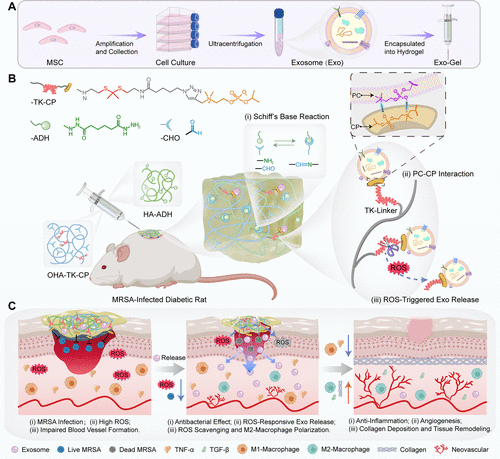 A
Amplification
and Collection
Ultracentrifugation
Encapsulated
into Hydrogel
MSC
Cell Culture
Exosome (Exo)
Exo-Gel
B
-TK-CP
(i) Schiff's Base Reaction
-ADH
-CHO
PC
CP
(ii) PC-CP Interaction
HA-ADH
—NH₂
—CHO
—CH=N—
TK-Linker
OHA-TK-CP
ROS
MRSA-Infected Diabetic Rat
(iii) ROS-Triggered Exo Release
C
ROS
ROS
ROS
ROS
Release
ROS
ROS
(i) MRSA Infection; (ii) High ROS;
(iii) Impaired Blood Vessel Formation.
(i) Antibacterial Effect; (ii) ROS-Responsive Exo Release;
(iii) ROS Scavenging and M2-Macrophage Polarization.
(i) Anti-Inflammation; (ii) Angiogenesis;
(iii) Collagen Deposition and Tissue Remodeling.
Exosome
Live MRSA
Dead MRSA
TNF-α
TGF-β
M1-Macrophage
M2-Macrophage
Collagen
Neovascular